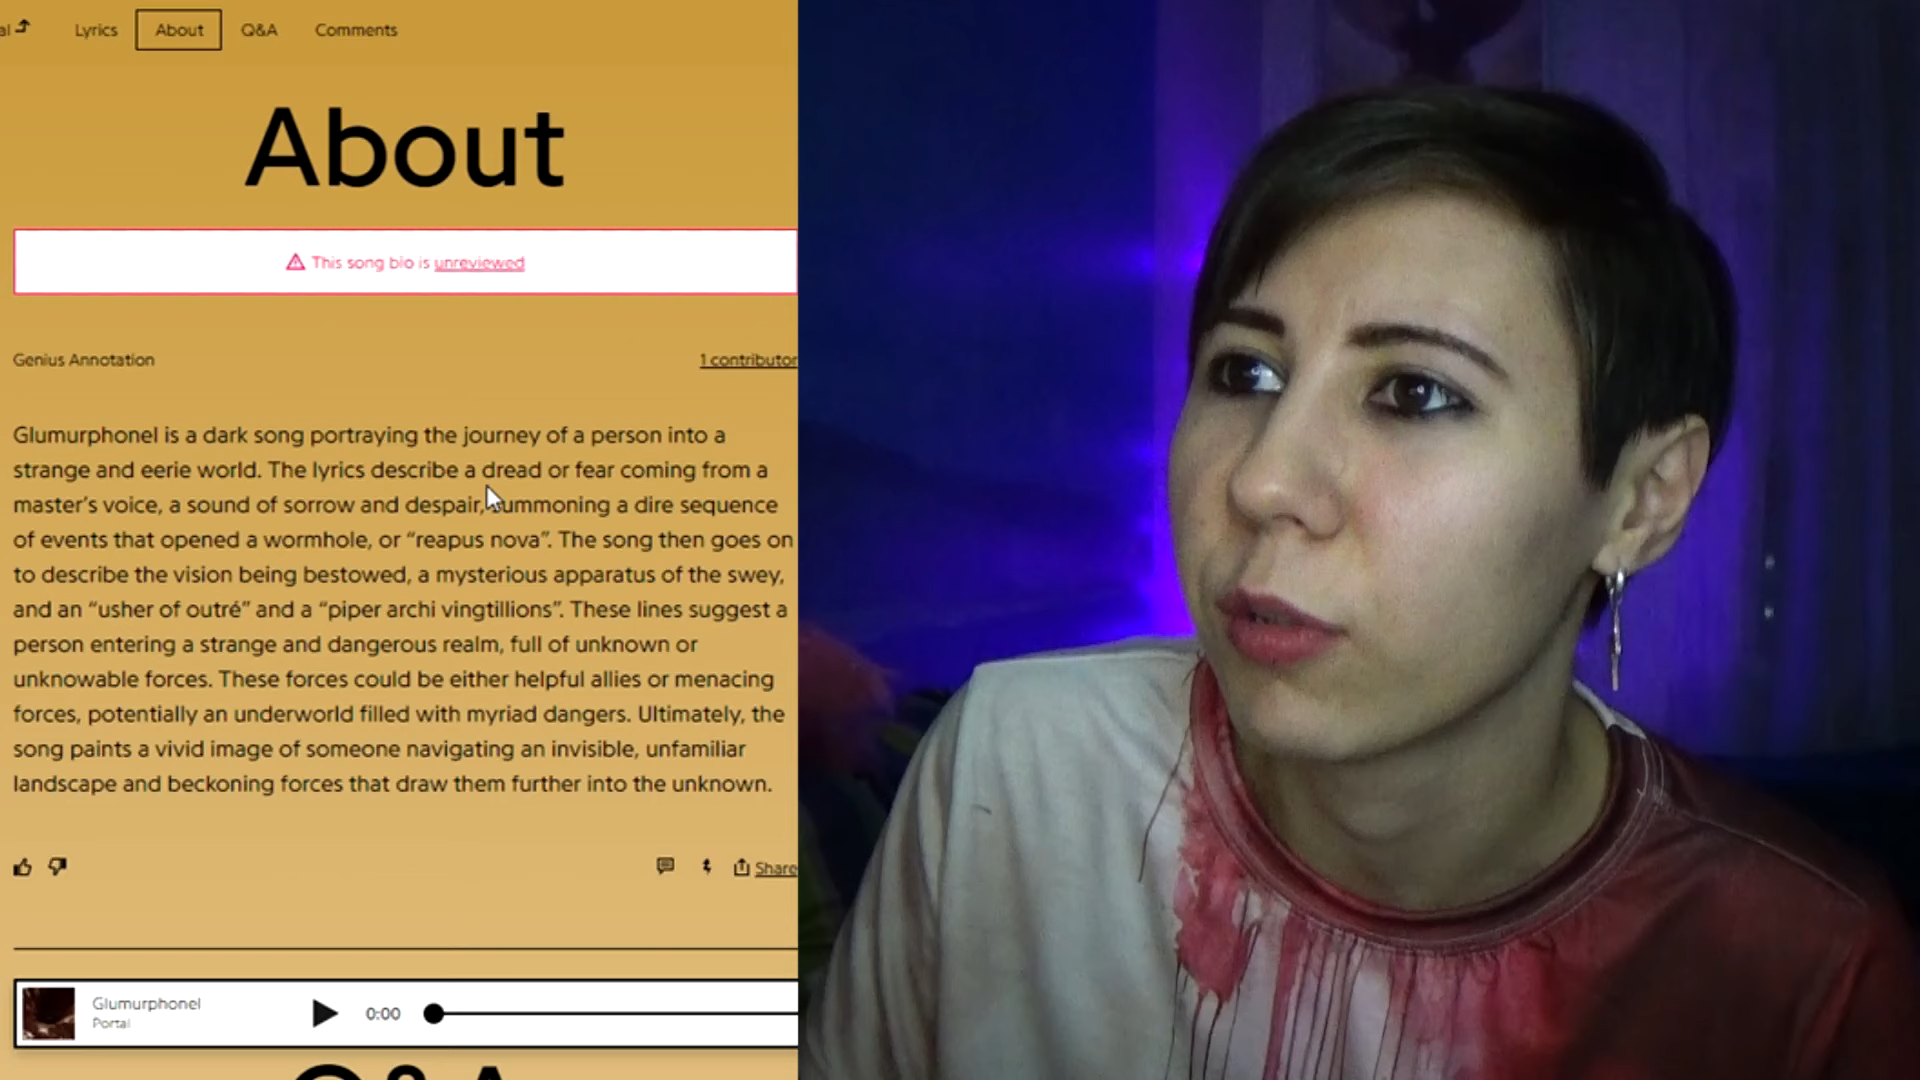 Lyrics
About
Q&A
Comments
About
This song bio is unreviewed
Genius Annotation
1 contributor
Glumurphonel is a dark song portraying the journey of a person into a
strange and eerie world. The lyrics describe a dread or fear coming from a
master's voice, a sound of sorrow and despair, summoning a dire sequence
of events that opened a wormhole, or “reapus nova”. The song then goes on
to describe the vision being bestowed, a mysterious apparatus of the swey,
and an “usher of outré” and a “piper archi vingtillions”. These lines suggest a
person entering a strange and dangerous realm, full of unknown or
unknowable forces. These forces could be either helpful allies or menacing
forces, potentially an underworld filled with myriad dangers. Ultimately, the
song paints a vivid image of someone navigating an invisible, unfamiliar
landscape and beckoning forces that draw them further into the unknown.
Share
Glumurphonel
Portal
0:00
Q&A